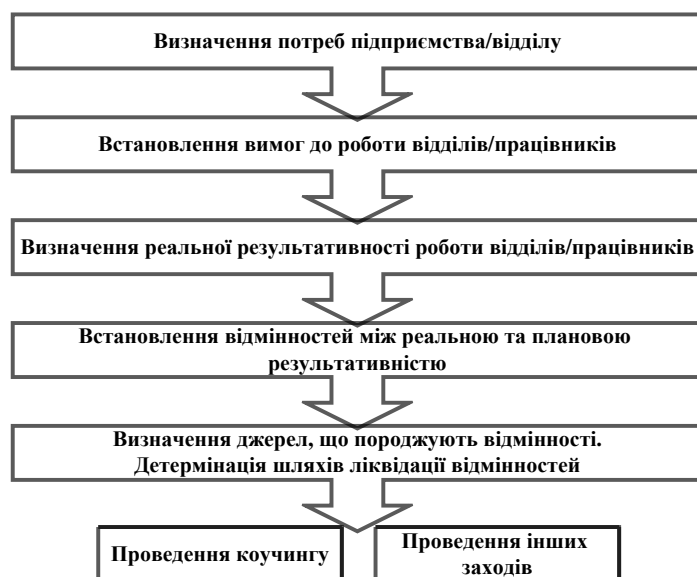 Визначення потреб підприємства/відділу
Встановлення вимог до роботи відділів/працівників
Визначення реальної результативності роботи відділів/працівників
Встановлення відмінностей між реальною та плановою
результативністю
Визначення джерел, що породжують відмінності.
Детермінація шляхів ліквідації відмінностей
Проведення коучингу
Проведення інших
заходів